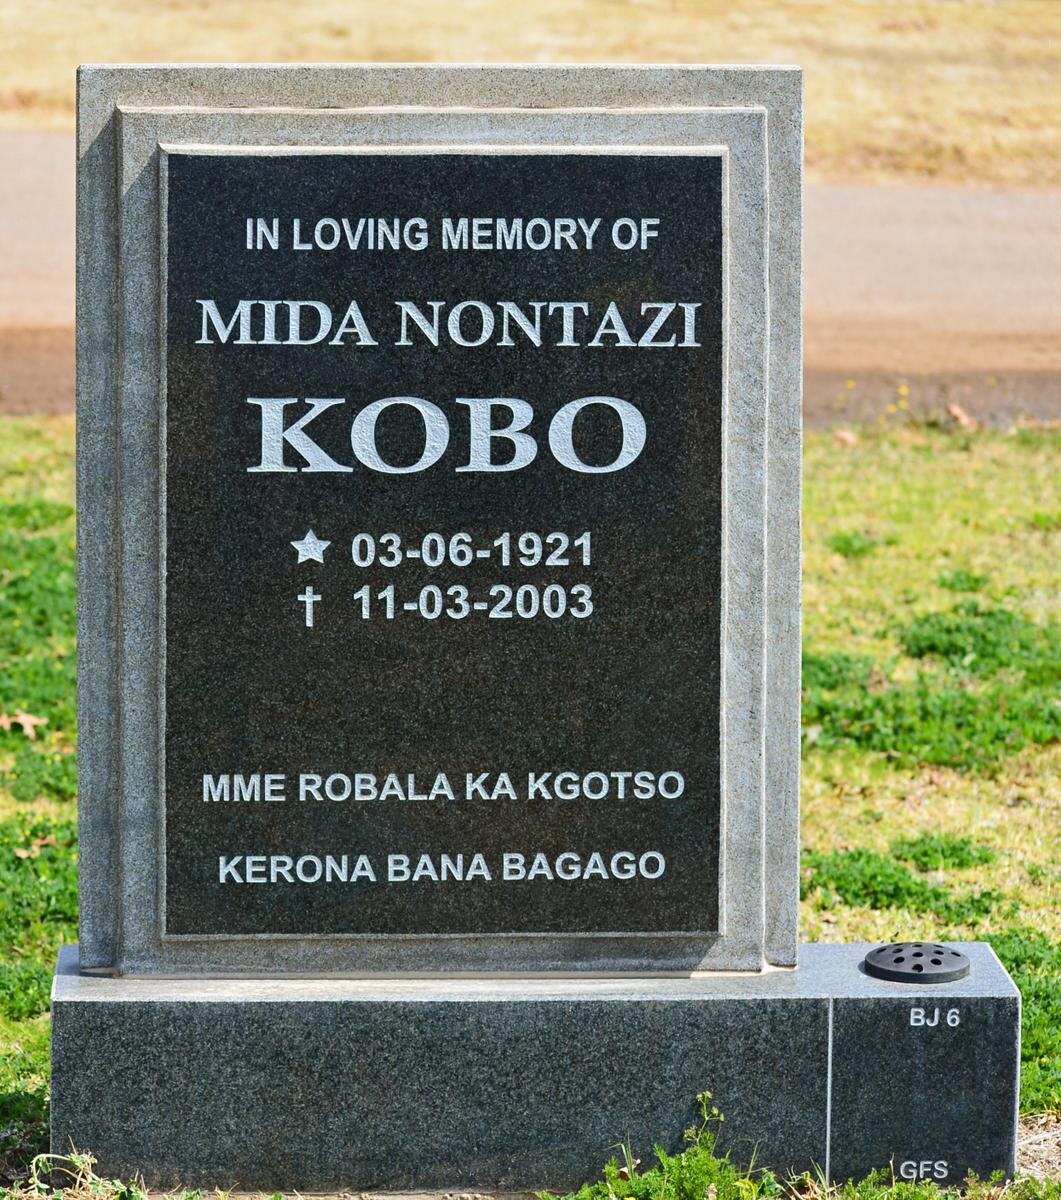 IN LOVING MEMORY OF
MIDA NONTAZI
KOBO
★ 03-06-1921
✝ 11-03-2003
MME ROBALA KA KGOTSO
KERONA BANA BAGAGO
BJ 6
GFS